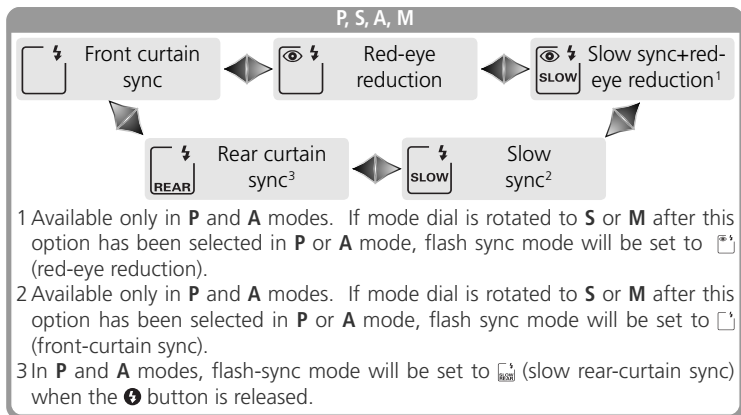 P, S, A, M
Front curtain
sync
Red-eye
reduction
SLOW
Slow sync+red-
eye reduction1
REAR
Rear curtain
sync3
SLOW
Slow
sync2
1 Available only in P and A modes. If mode dial is rotated to S or M after this
option has been selected in P or A mode, flash sync mode will be set to
(red-eye reduction).
2 Available only in P and A modes. If mode dial is rotated to S or M after this
option has been selected in P or A mode, flash sync mode will be set to
(front-curtain sync).
3 In P and A modes, flash-sync mode will be set to (slow rear-curtain sync)
when the button is released.